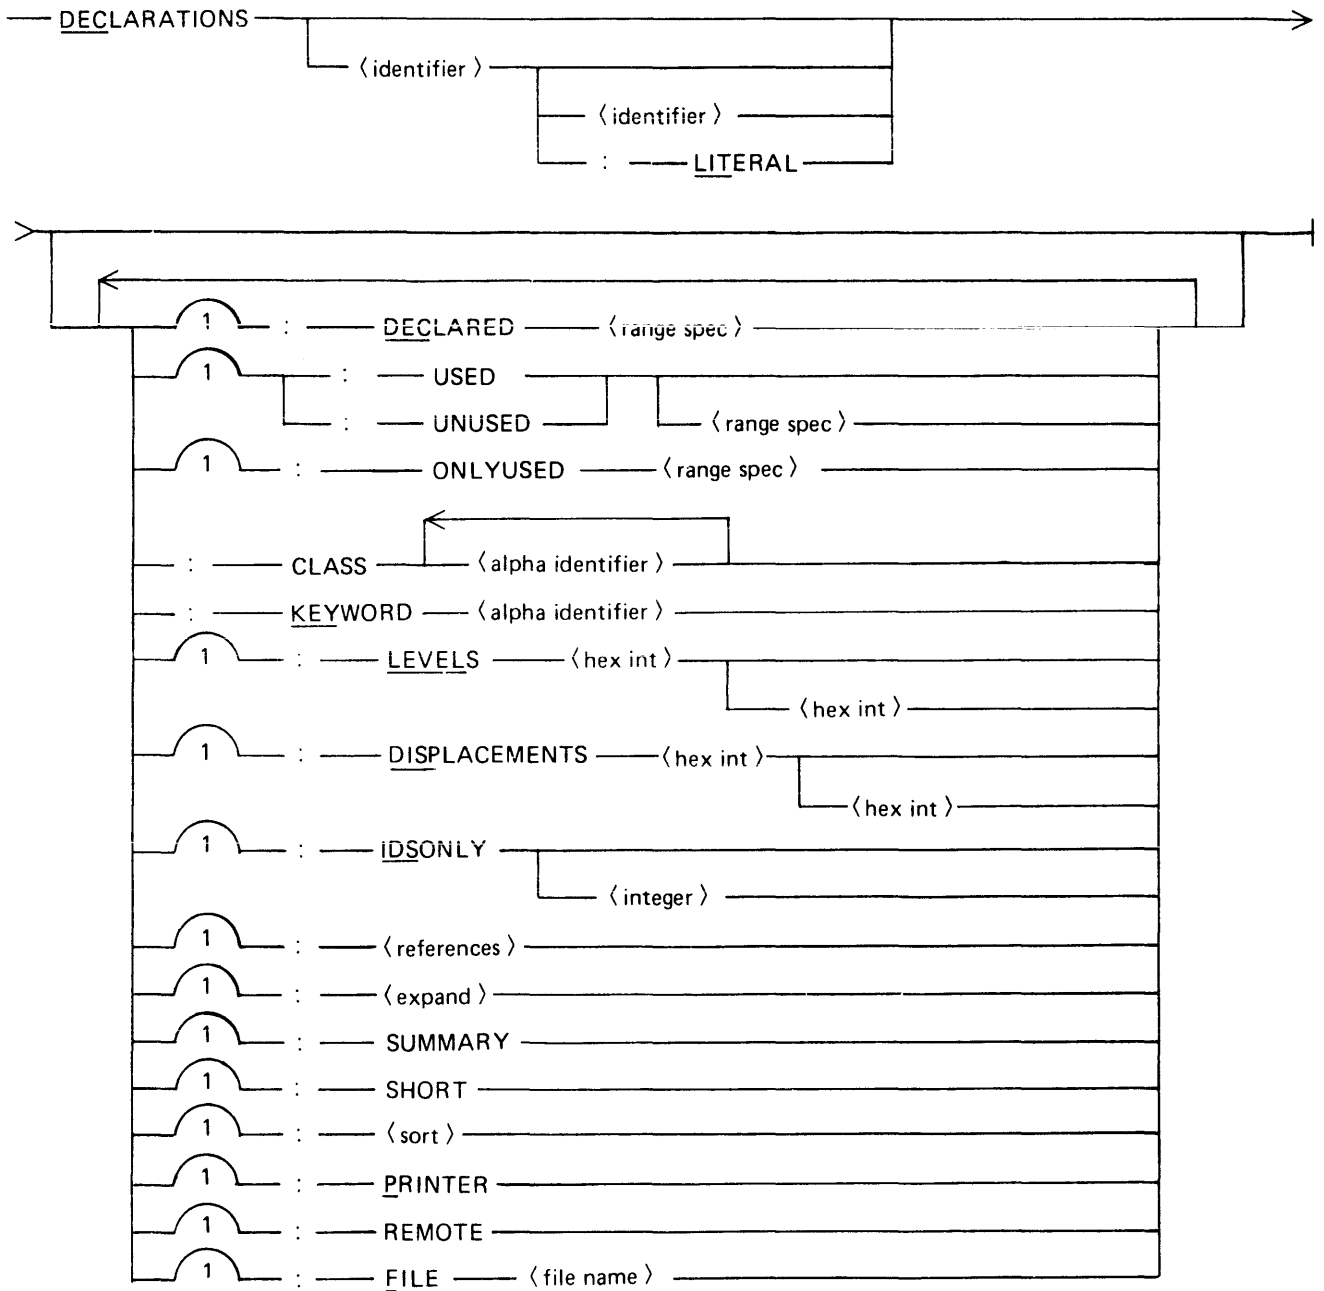 DECLARATIONS
〈identifier〉
〈identifier〉
: LITERAL
1 : DECLARED 〈range spec〉
1 : USED
: UNUSED 〈range spec〉
1 : ONLYUSED 〈range spec〉
: CLASS 〈alpha identifier〉
: KEYWORD 〈alpha identifier〉
1 : LEVELS 〈hex int〉
〈hex int〉
1 : DISPLACEMENTS 〈hex int〉
〈hex int〉
1 : IDSONLY
〈integer〉
1 : 〈references〉
1 : 〈expand〉
1 : SUMMARY
1 : SHORT
1 : 〈sort〉
1 : PRINTER
1 : REMOTE
1 : FILE 〈file name〉